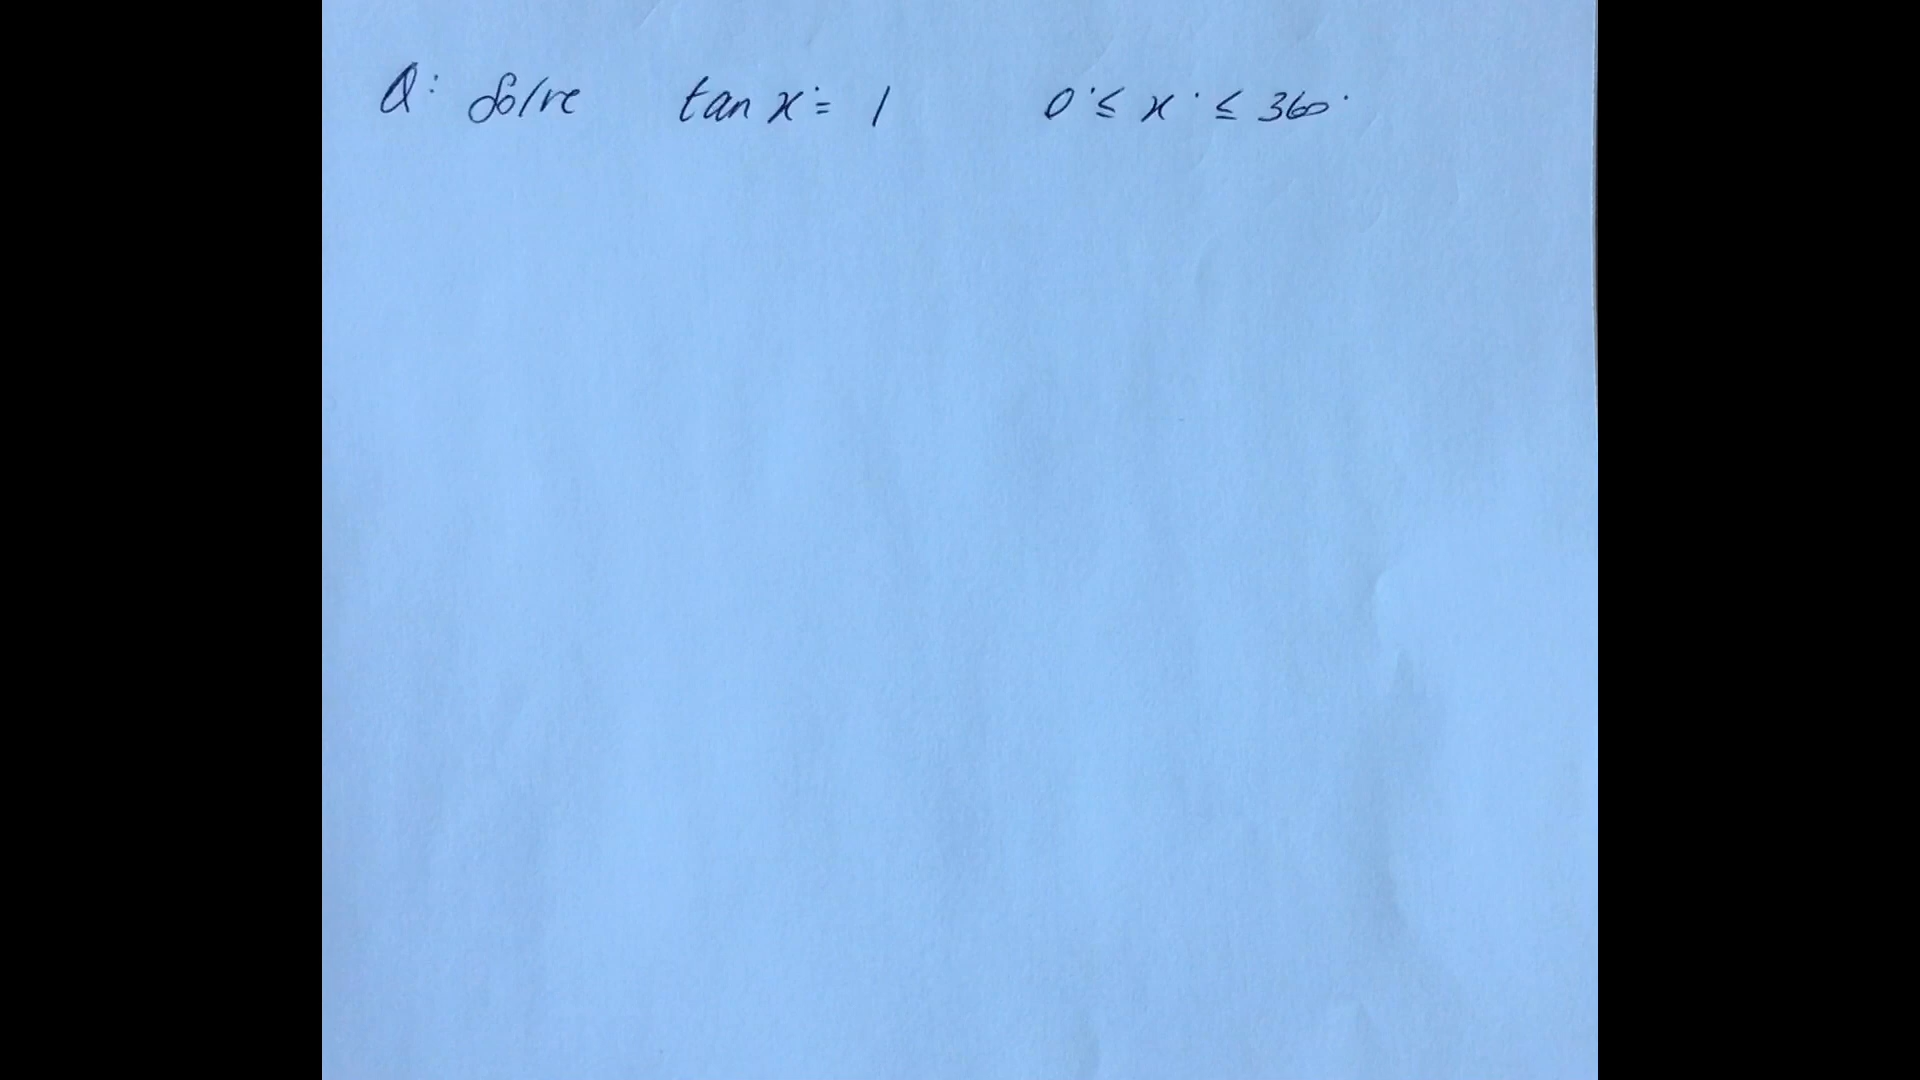 Q: Solve tan x° = 1 0° ≤ x° ≤ 360°